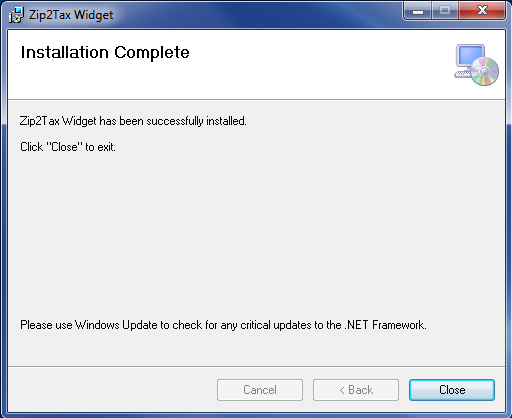 Zip2Tax Widget
Installation Complete
Zip2Tax Widget has been successfully installed.
Click "Close" to exit.
Please use Windows Update to check for any critical updates to the .NET Framework.
Cancel
< Back
Close